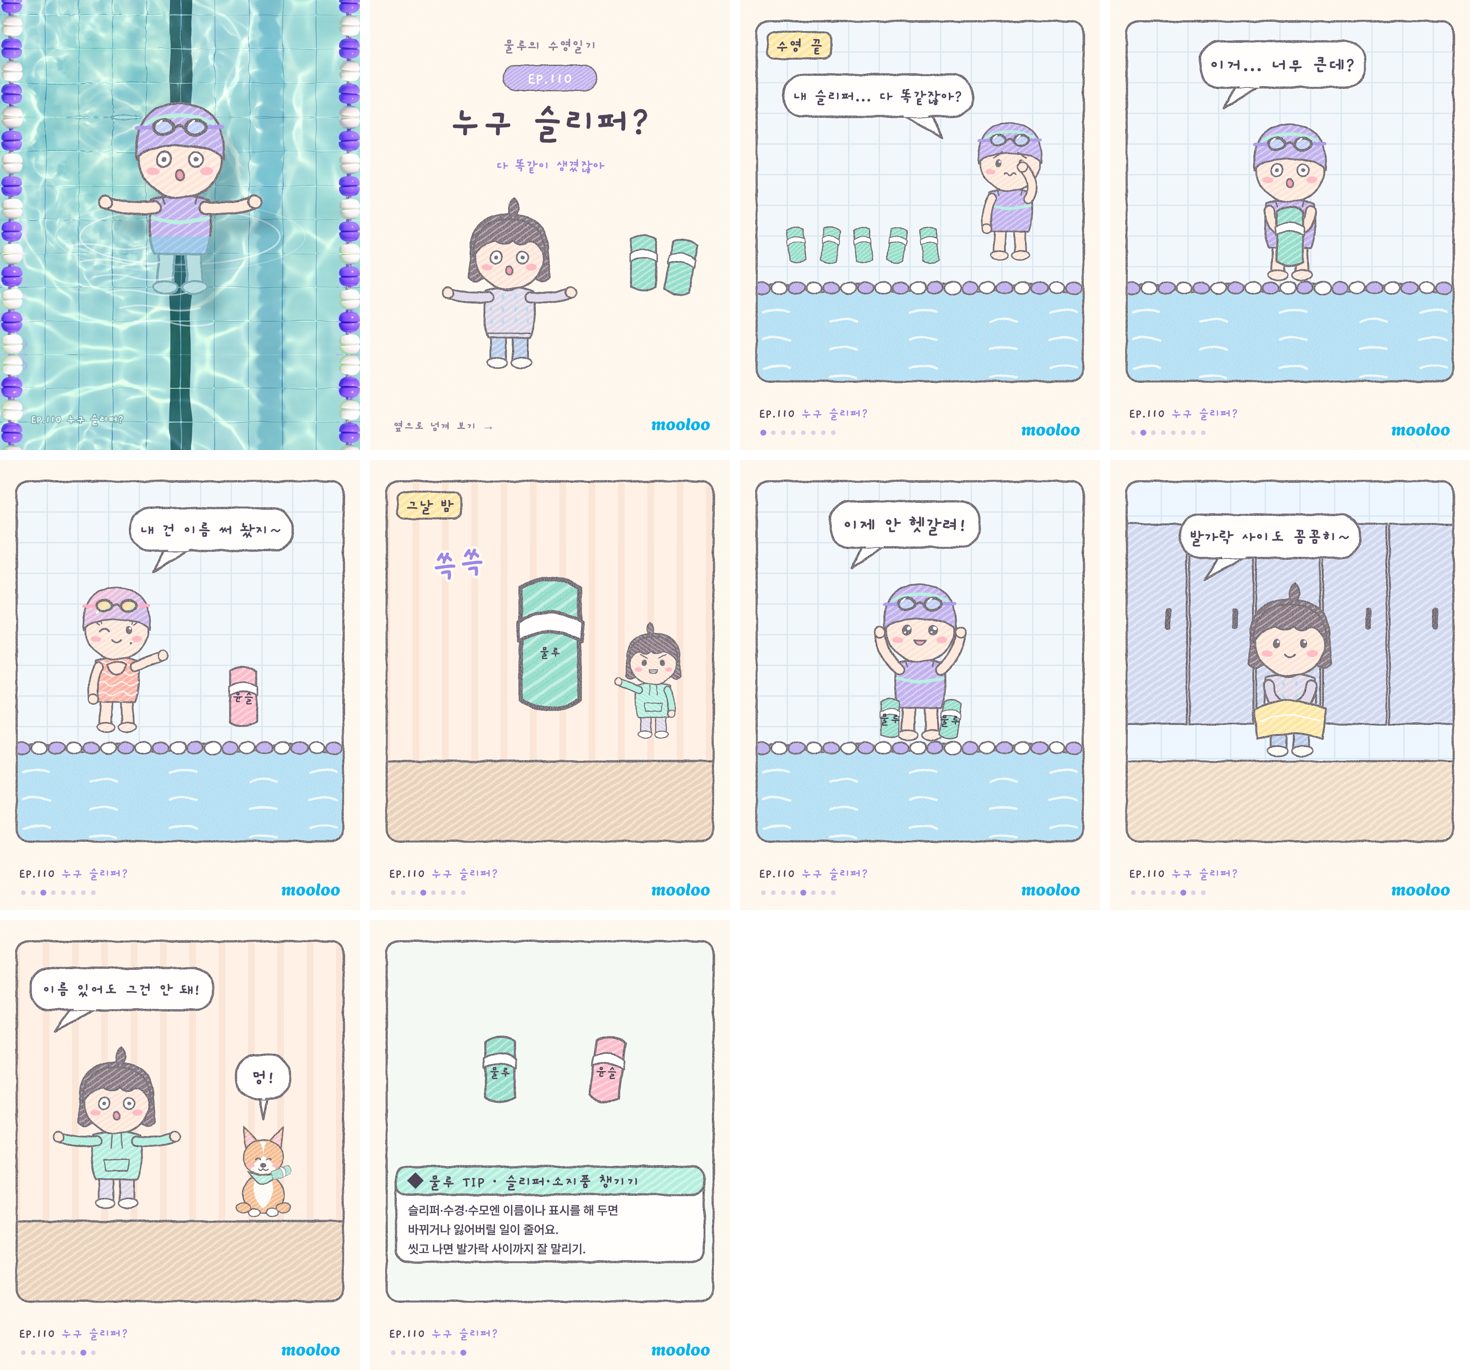 EP.110 누구 슬리퍼?
물루의 수영일기
EP.110
누구 슬리퍼?
다 똑같이 생겼잖아
옆으로 넘겨 보기 →
mooloo
수영 끝
내 슬리퍼... 다 똑같잖아?
EP.110 누구 슬리퍼?
mooloo
이거... 너무 큰데?
EP.110 누구 슬리퍼?
mooloo
내 건 이름 써 놨지~
윤슬
EP.110 누구 슬리퍼?
mooloo
그날 밤
쓱쓱
물루
EP.110 누구 슬리퍼?
mooloo
이제 안 헷갈려!
물루
물루
EP.110 누구 슬리퍼?
mooloo
발가락 사이도 꼼꼼히~
EP.110 누구 슬리퍼?
mooloo
이름 있어도 그건 안 돼!
멍!
EP.110 누구 슬리퍼?
mooloo
물루
윤슬
◆ 물루 TIP · 슬리퍼·소지품 챙기기
슬리퍼·수경·수모엔 이름이나 표시를 해 두면
바뀌거나 잃어버릴 일이 줄어요.
씻고 나면 발가락 사이까지 잘 말리기.
EP.110 누구 슬리퍼?
mooloo